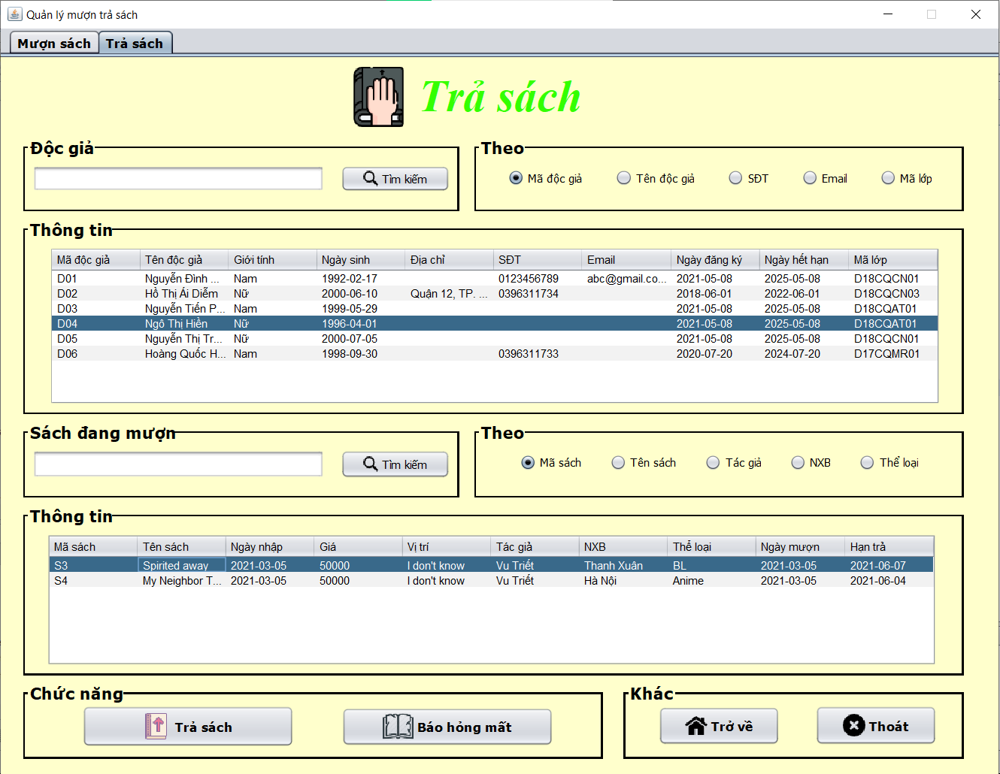 Quản lý mượn trả sách
Mượn sách Trả sách
Trả sách
Độc giả
Tìm kiếm
Theo
Mã độc giả Tên độc giả SĐT Email Mã lớp
Thông tin
Mã độc giả Tên độc giả Giới tính Ngày sinh Địa chỉ SĐT Email Ngày đăng ký Ngày hết hạn Mã lớp
D01 Nguyễn Đình ... Nam 1992-02-17 0123456789 abc@gmail.co... 2021-05-08 2025-05-08 D18CQCN01
D02 Hồ Thị Ái Diễm Nữ 2000-06-10 Quận 12, TP. ... 0396311734 2018-06-01 2022-06-01 D18CQCN03
D03 Nguyễn Tiến P... Nam 1999-05-29 2021-05-08 2025-05-08 D18CQAT01
D04 Ngô Thị Hiền Nữ 1996-04-01 2021-05-08 2025-05-08 D18CQAT01
D05 Nguyễn Thị Tr... Nữ 2000-07-05 2021-05-08 2025-05-08 D18CQCN01
D06 Hoàng Quốc H... Nam 1998-09-30 0396311733 2020-07-20 2024-07-20 D17CQMR01
Sách đang mượn
Tìm kiếm
Theo
Mã sách Tên sách Tác giả NXB Thể loại
Thông tin
Mã sách Tên sách Ngày nhập Giá Vị trí Tác giả NXB Thể loại Ngày mượn Hạn trả
S3 Spirited away 2021-03-05 50000 I don't know Vu Triết Thanh Xuân BL 2021-03-05 2021-06-07
S4 My Neighbor T... 2021-03-05 50000 I don't know Vu Triết Hà Nội Anime 2021-03-05 2021-06-04
Chức năng
Trả sách Báo hỏng mất
Khác
Trở về Thoát